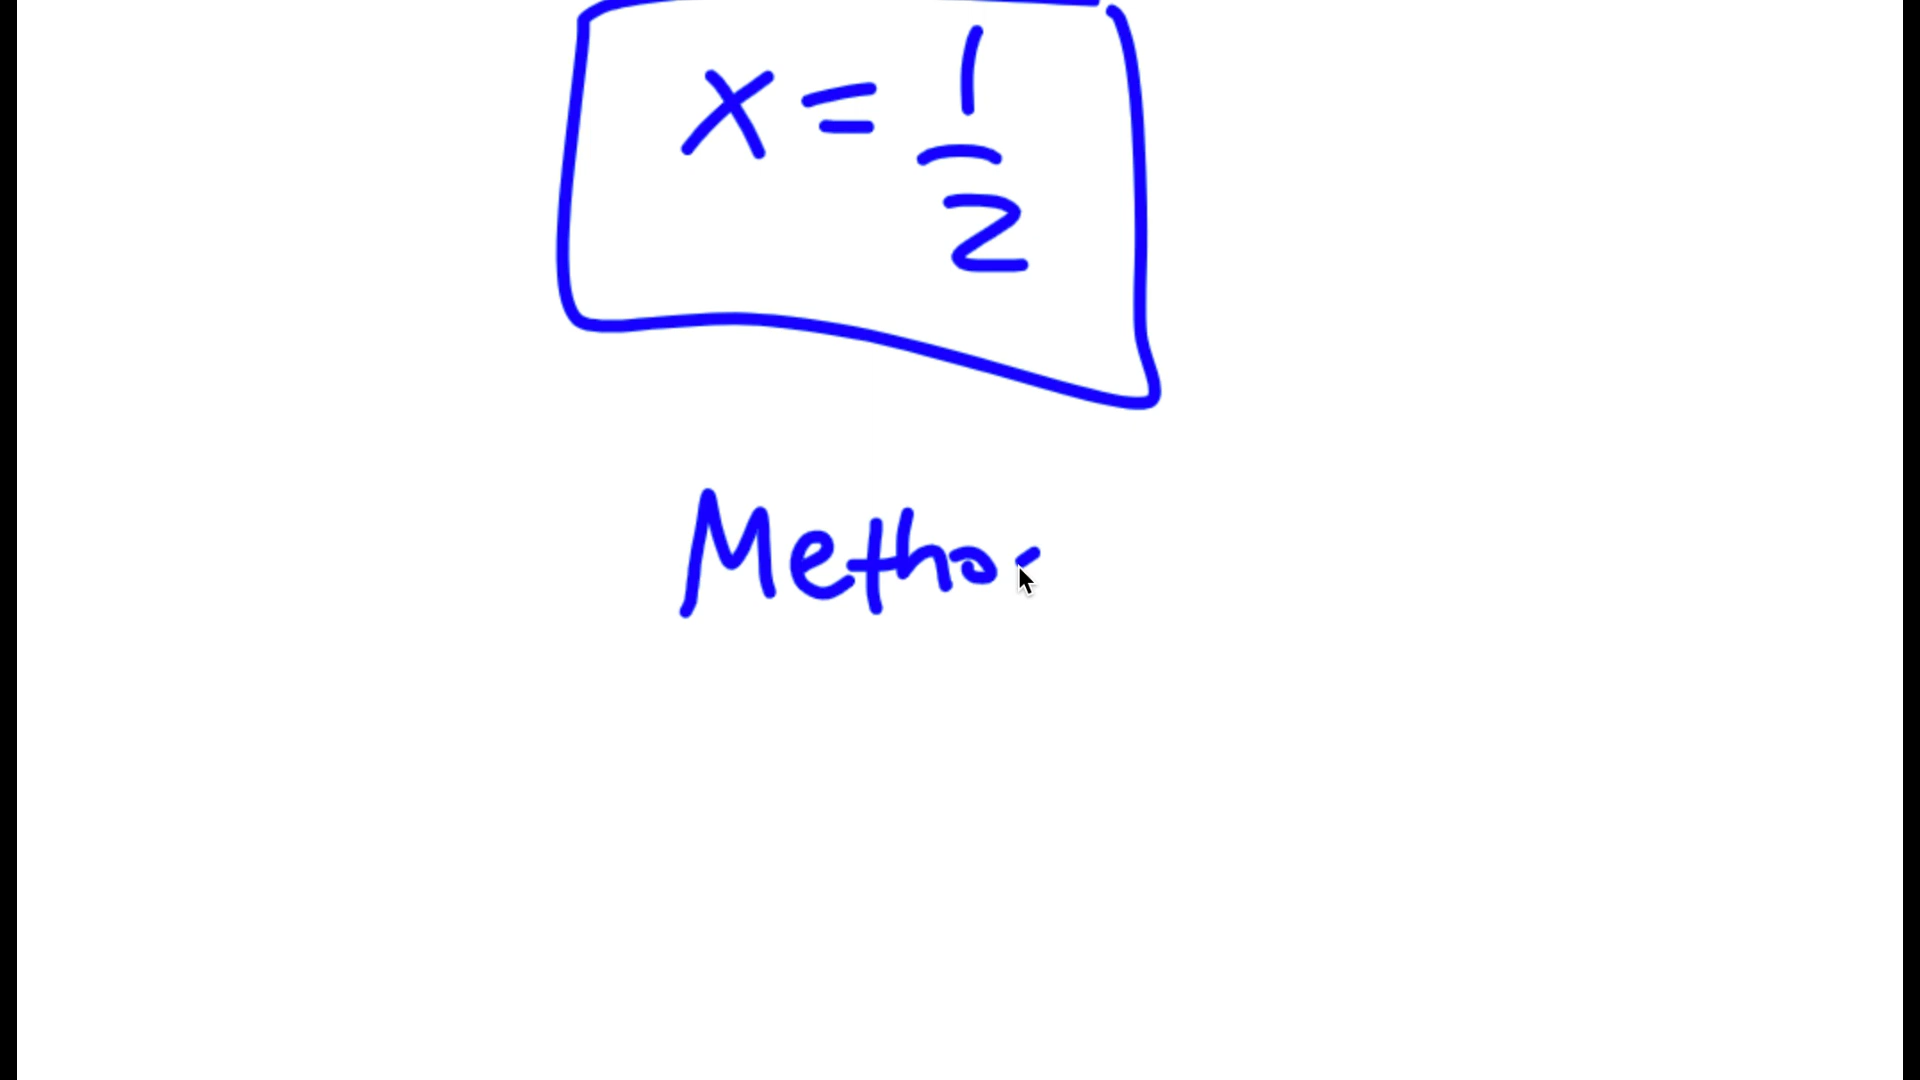 x = 1/2
Metho